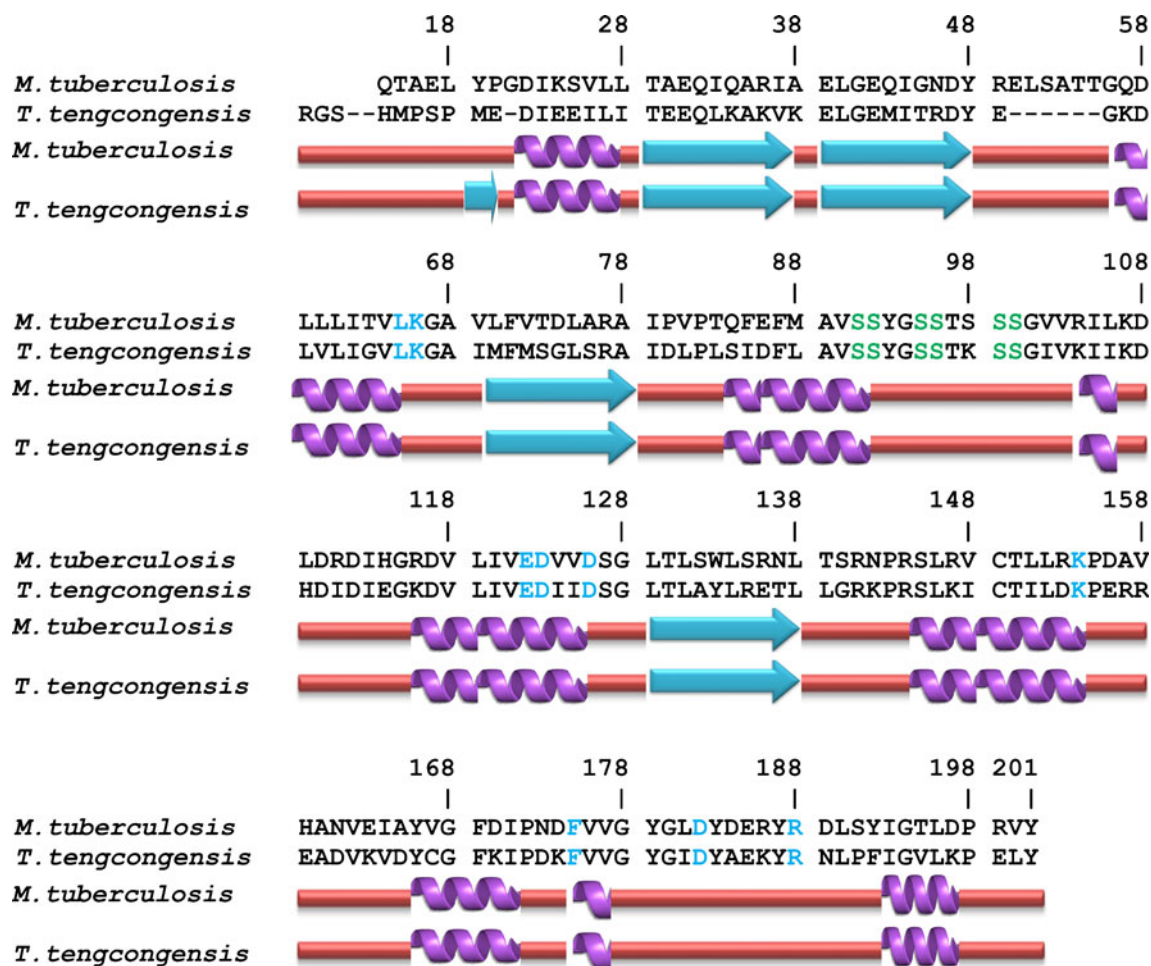 18 28 38 48 58
M.tuberculosis QTAEL YPGDIKSVLL TAEQIQARIA ELGEQIGNDY RELSATTGQD
T.tengcongensis RGS--HMPSP ME-DIEEILI TEEQLKAKVK ELGEMITRDY E------GKD
M.tuberculosis
T.tengcongensis
68 78 88 98 108
M.tuberculosis LLLITVLKGA VLFVTDLARA IPVPTQFEFM AVSSYGSSTS SSGVVRILKD
T.tengcongensis LVLIGVLKGA IMFMSGLSRA IDLPLSIDFL AVSSYGSSTK SSGIVKIIKD
M.tuberculosis
T.tengcongensis
118 128 138 148 158
M.tuberculosis LDRDIHGRDV LIVEDVVDSG LTLSWLSRNL TSRNPRSLRV CTLLRKPDAV
T.tengcongensis HDIDIEGKDV LIVEDIIDSG LTLAYLRETL LGRKPRSLKI CTILDKPERR
M.tuberculosis
T.tengcongensis
168 178 188 198 201
M.tuberculosis HANVEIAYVG FDIPNDFVVG YGLDYDERYR DLSYIGTLDP RVY
T.tengcongensis EADVKVDYCG FKIPDKFVVG YGIDYAEKYR NLPFIGVLKP ELY
M.tuberculosis
T.tengcongensis